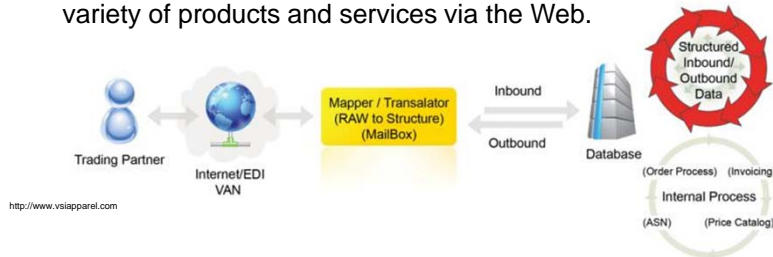 variety of products and services via the Web.
Structured
Inbound/
Outbound
Data
Mapper / Transalator
(RAW to Structure)
(MailBox)
Inbound
Outbound
Trading Partner
Internet/EDI
VAN
Database
(Order Process) (Invoicing
Internal Process
(ASN) (Price Catalog)
http://www.vsiapparel.com